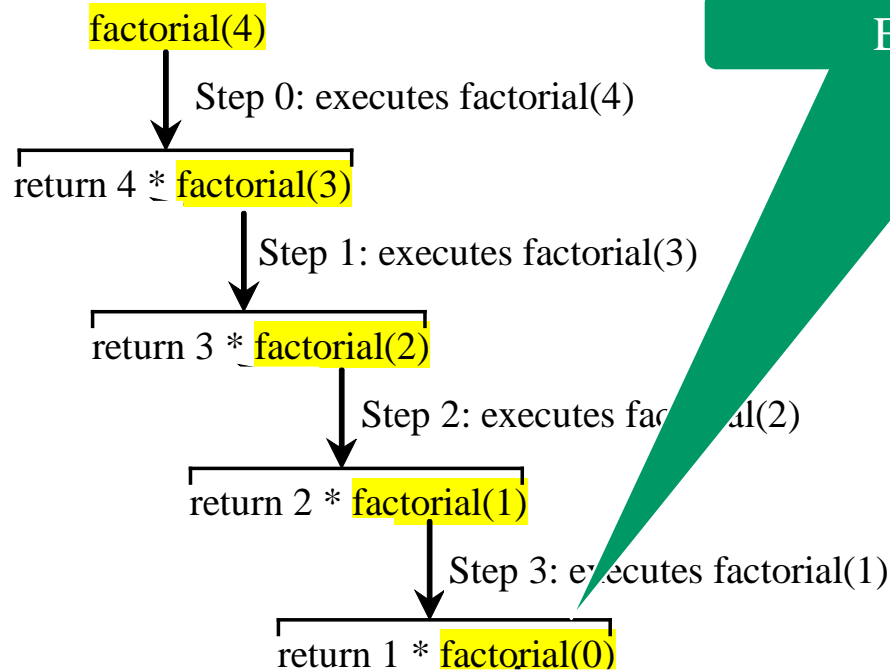 factorial(4)
Step 0: executes factorial(4)
return 4 * factorial(3)
Step 1: executes factorial(3)
return 3 * factorial(2)
Step 2: executes
return 2 * factorial(1)
Step 3: executes factorial(1)
return 1 * factorial(0)